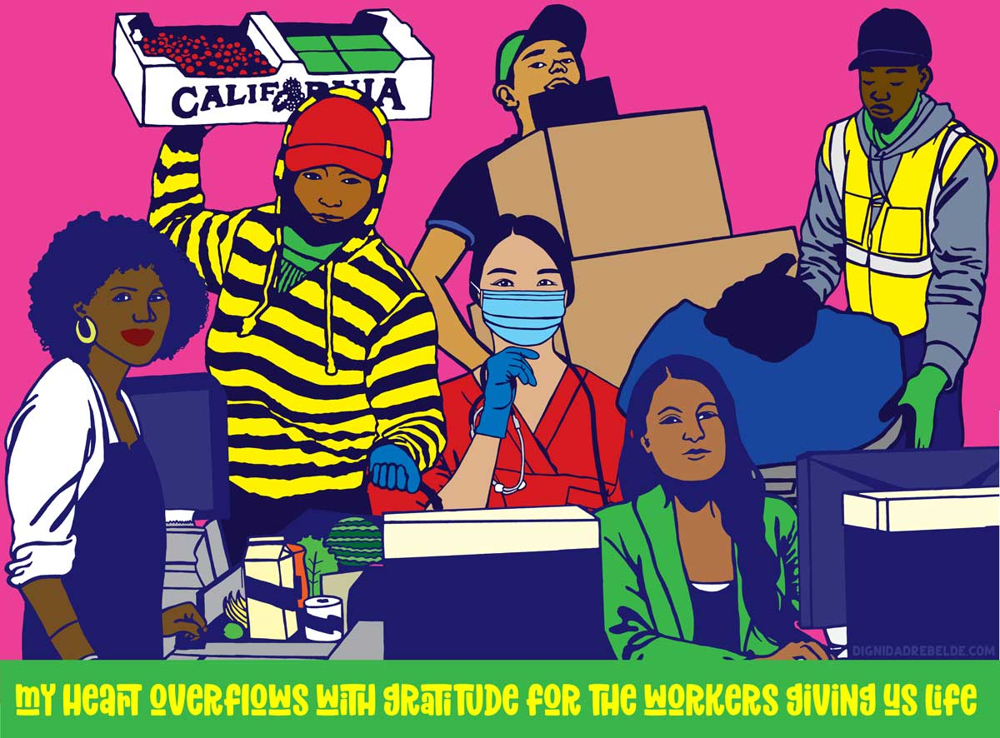 CALIFORNIA
DIGNIDADREBELDE.COM
MY HEART OVERFLOWS WITH GRATITUDE FOR THE WORKERS GIVING US LIFE